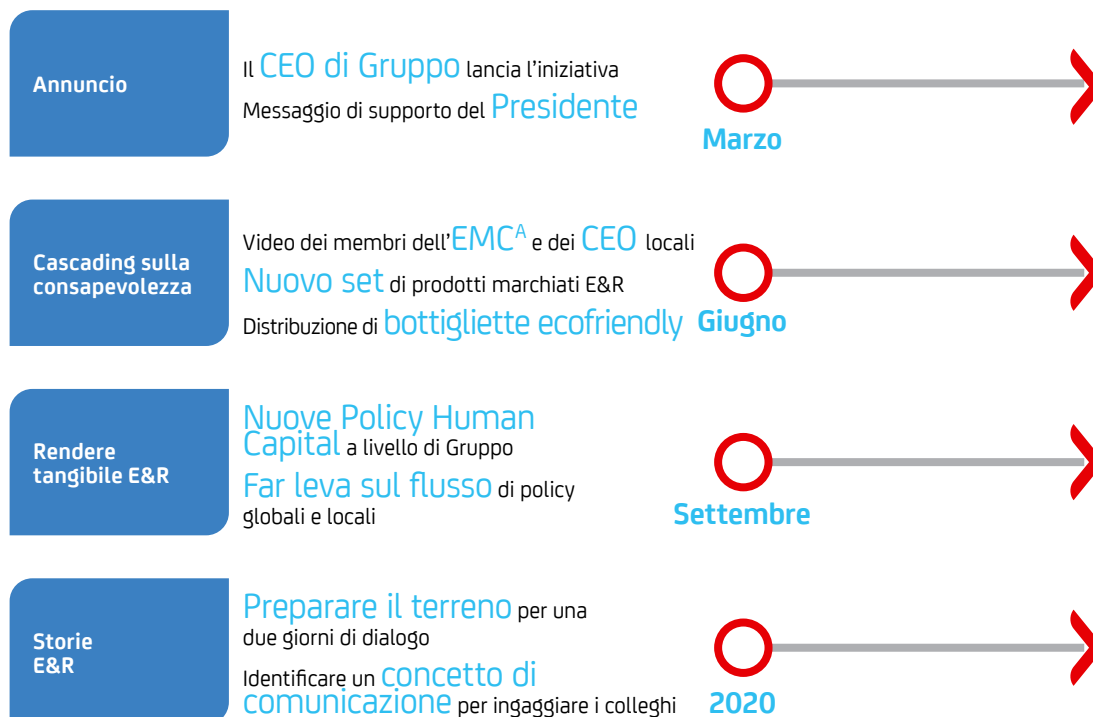 Annuncio
Il CEO di Gruppo lancia l'iniziativa
Messaggio di supporto del Presidente
Marzo
Cascading sulla
consapevolezza
Video dei membri dell'EMCᴬ e dei CEO locali
Nuovo set di prodotti marchiati E&R
Distribuzione di bottigliette ecofriendly
Giugno
Rendere
tangibile E&R
Nuove Policy Human
Capital a livello di Gruppo
Far leva sul flusso di policy
globali e locali
Settembre
Storie
E&R
Preparare il terreno per una
due giorni di dialogo
Identificare un concetto di
comunicazione per ingaggiare i colleghi
2020